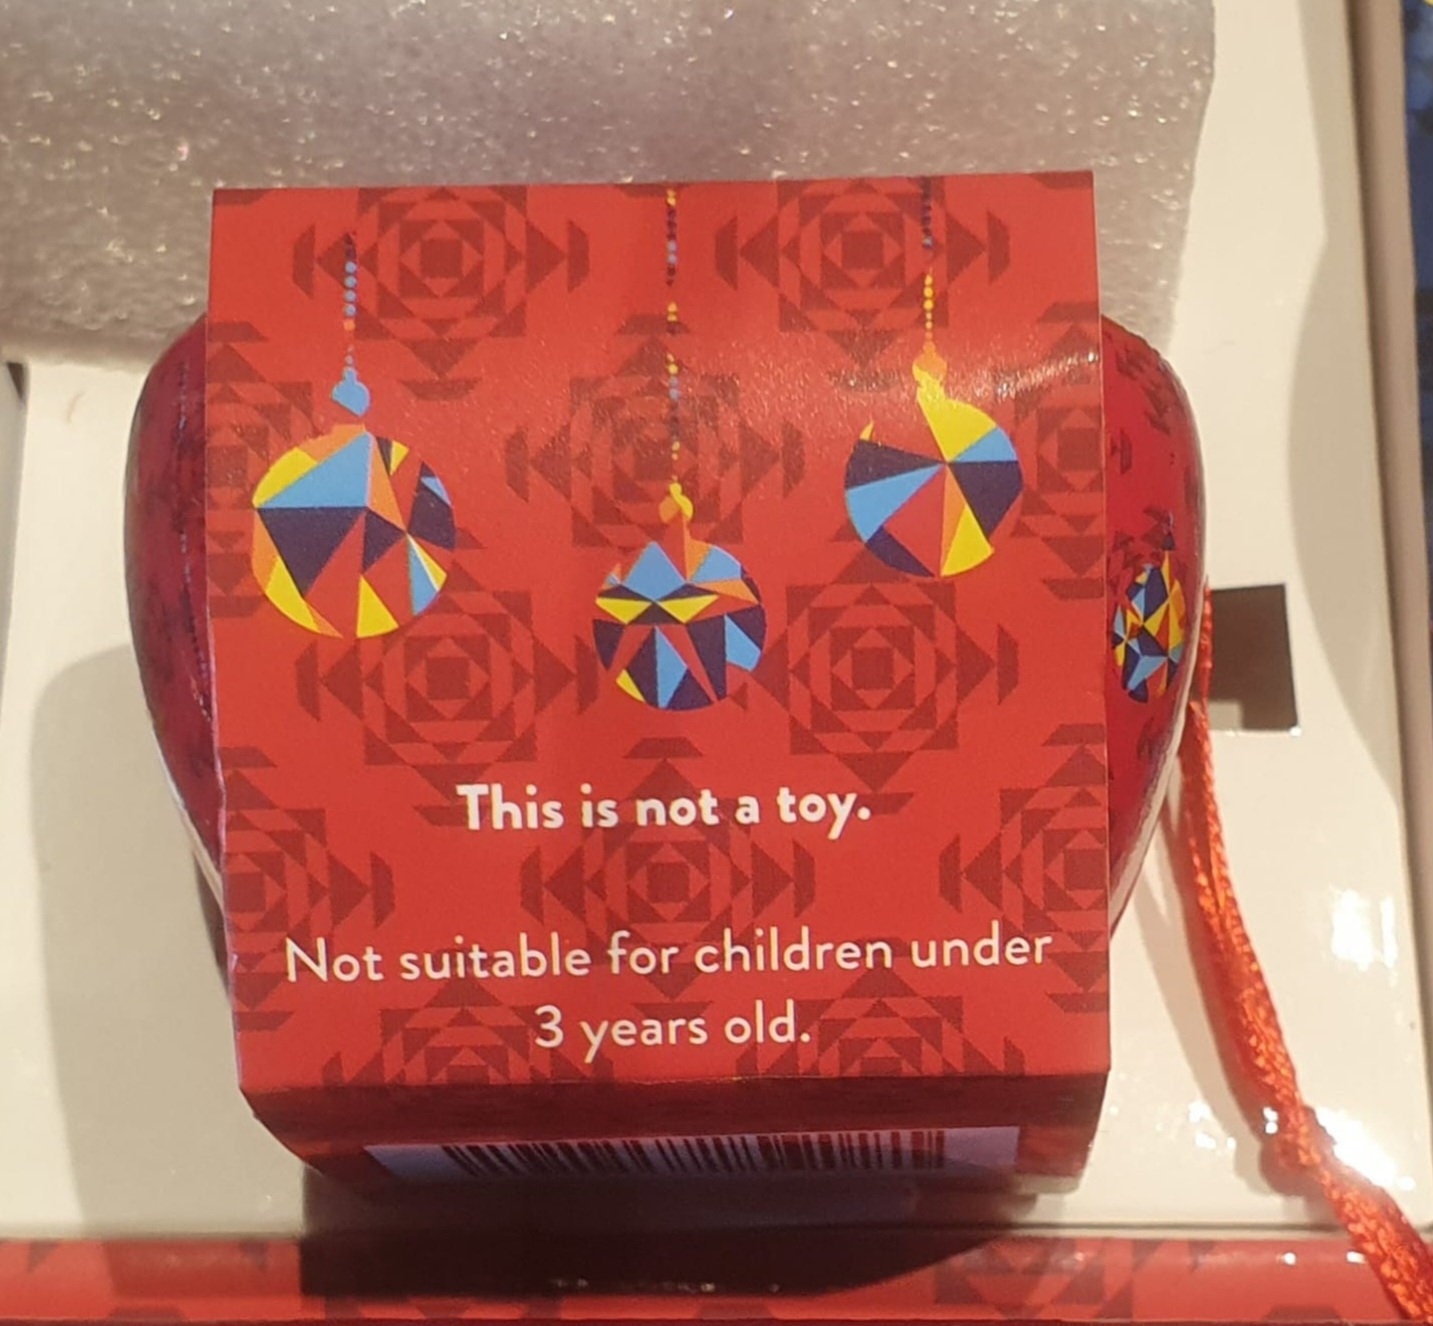 This is not a toy.
Not suitable for children under
3 years old.